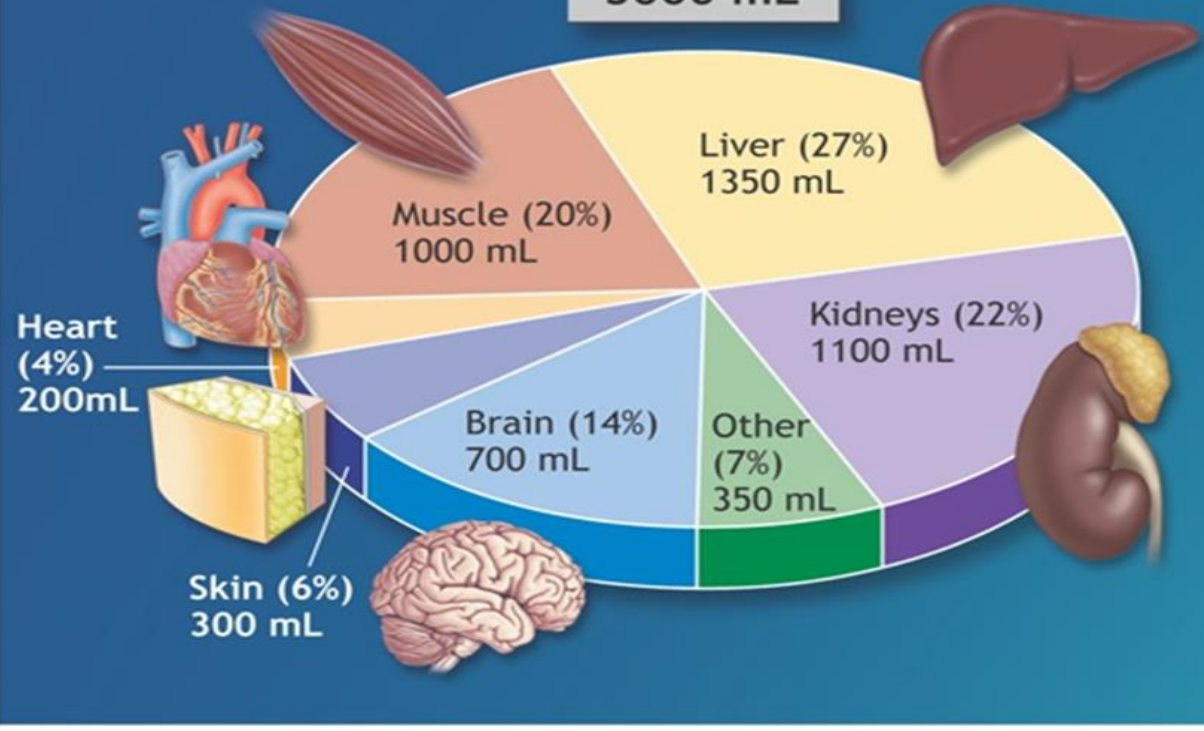 Liver (27%)
1350 mL
Muscle (20%)
1000 mL
Kidneys (22%)
1100 mL
Heart
(4%)
200mL
Brain (14%)
700 mL
Other
(7%)
350 mL
Skin (6%)
300 mL